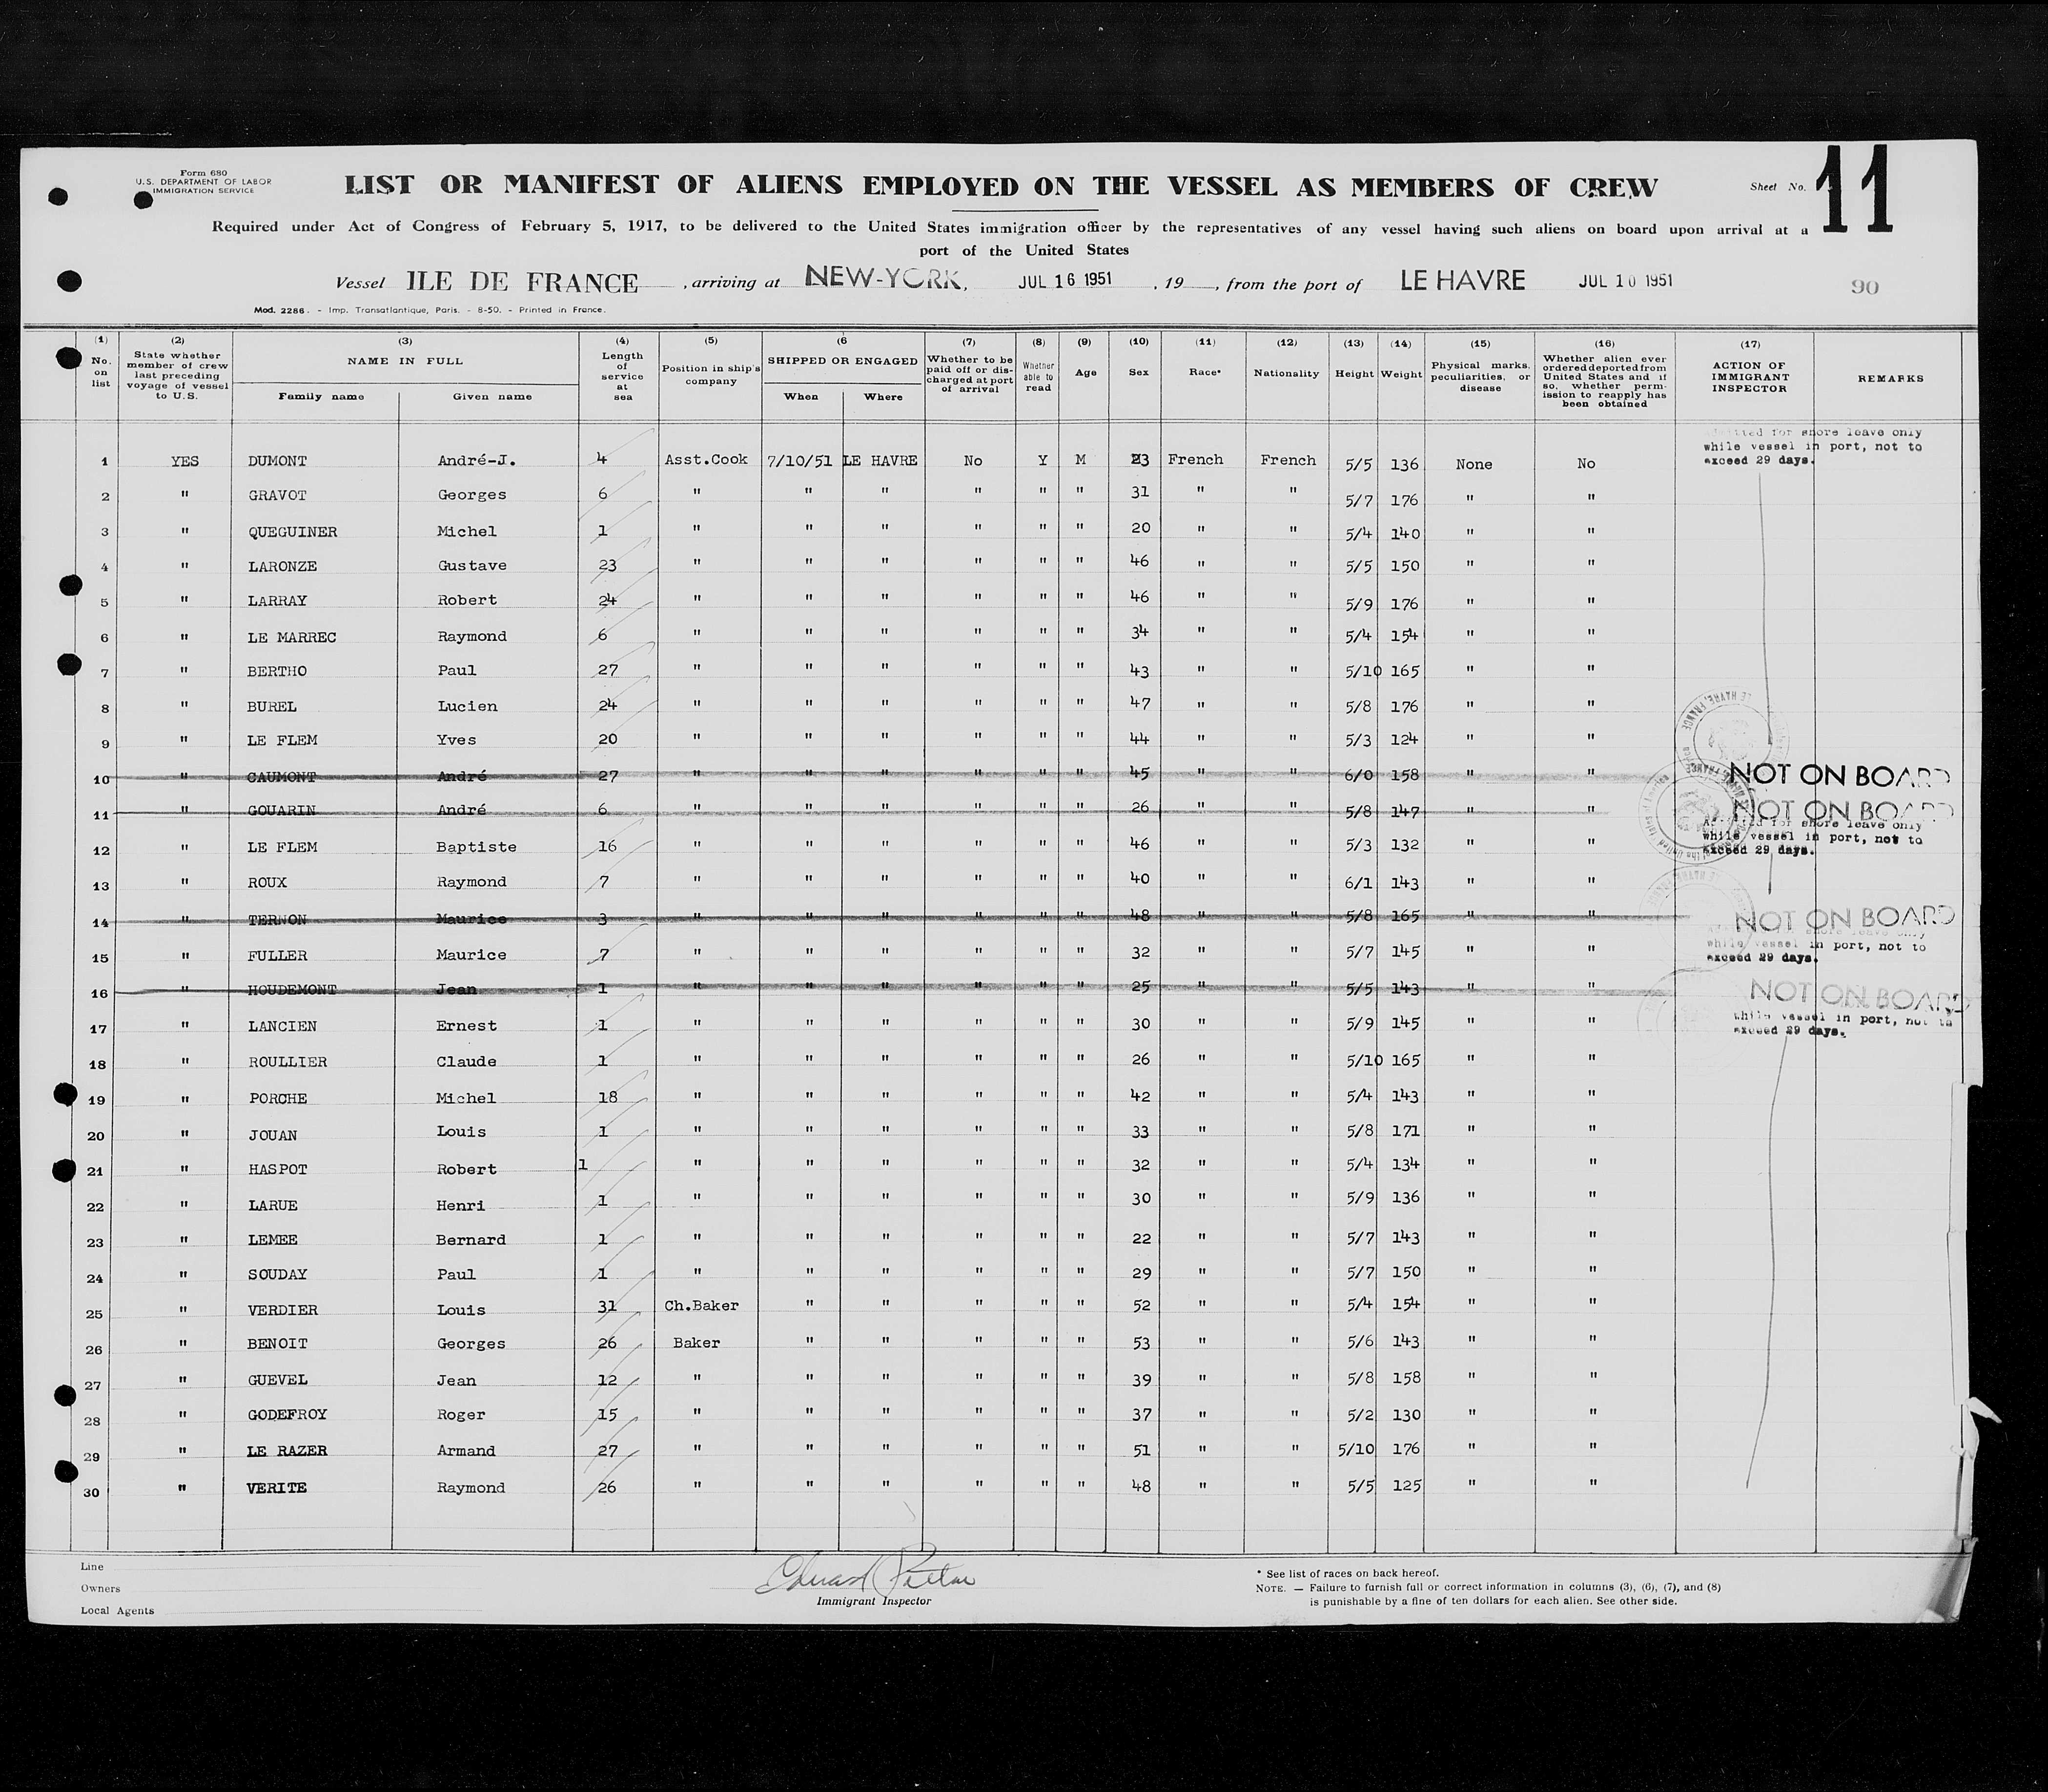 Form 680
U.S. DEPARTMENT OF LABOR
IMMIGRATION SERVICE
LIST OR MANIFEST OF ALIENS EMPLOYED ON THE VESSEL AS MEMBERS OF CREW
Sheet No. 11
Required under Act of Congress of February 5, 1917, to be delivered to the United States immigration officer by the representatives of any vessel having such aliens on board upon arrival at a
port of the United States
Vessel ILE DE FRANCE, arriving at NEW-YORK, JUL 16 1951, 19, from the port of LE HAVRE JUL 10 1951
90
Mod. 2286. - Imp. Transatlantique, Paris. - 8-50. - Printed in France.
(1) No. on list (2) State whether member of crew last preceding voyage of vessel to U.S. (3) NAME IN FULL Family name Given name (4) Length of service at sea (5) Position in ship's company (6 SHIPPED OR ENGAGED When Where (7) Whether to be paid off or discharged at port of arrival (8) Whether able to read (9) Age (10) Sex (11) Race* (12) Nationality (13) Height (14) Weight (15) Physical marks, peculiarities, or disease (16) Whether alien ever ordered deported from United States and if so, whether permission to reapply has been obtained (17) ACTION OF IMMIGRANT INSPECTOR REMARKS
1 YES DUMONT André-J. 4 Asst.Cook 7/10/51 LE HAVRE No Y M 23 French French 5/5 136 None No shore leave only while vessel in port, not to exceed 29 days.
2 " GRAVOT Georges 6 " " " " " " 31 " " 5/7 176 " "
3 " QUEGUINER Michel 1 " " " " " " 20 " " 5/4 140 " "
4 " LARONZE Gustave 23 " " " " " " 46 " " 5/5 150 " "
5 " LARRAY Robert 24 " " " " " " 46 " " 5/9 176 " "
6 " LE MARREC Raymond 6 " " " " " " 34 " " 5/4 154 " "
7 " BERTHO Paul 27 " " " " " " 43 " " 5/10 165 " "
8 " BUREL Lucien 24 " " " " " " 47 " " 5/8 176 " "
9 " LE FLEM Yves 20 " " " " " " 44 " " 5/3 124 " "
10 " CAUMONT André 27 " " " " " " 45 " " 6/0 158 " " NOT ON BOARD
11 " GOUARIN André 6 " " " " " " 26 " " 5/8 147 " " NOT ON BOARD
12 " LE FLEM Baptiste 16 " " " " " " 46 " " 5/3 132 " " shore leave only while vessel in port, not to exceed 29 days.
13 " ROUX Raymond 7 " " " " " " 40 " " 6/1 143 " "
14 " TERNON Maurice 3 " " " " " " 48 " " 5/8 165 " " NOT ON BOARD
15 " FULLER Maurice 7 " " " " " " 32 " " 5/7 145 " " while vessel in port, not to exceed 29 days.
16 " HOUDEMONT Jean 1 " " " " " " 25 " " 5/5 143 " " NOT ON BOARD
17 " LANCIEN Ernest 1 " " " " " " 30 " " 5/9 145 " " while vessel in port, not to exceed 29 days.
18 " ROULLIER Claude 1 " " " " " " 26 " " 5/10 165 " "
19 " PORCHE Michel 18 " " " " " " 42 " " 5/4 143 " "
20 " JOUAN Louis 1 " " " " " " 33 " " 5/8 171 " "
21 " HASPOT Robert 1 " " " " " " 32 " " 5/4 134 " "
22 " LARUE Henri 1 " " " " " " 30 " " 5/9 136 " "
23 " LEMEE Bernard 1 " " " " " " 22 " " 5/7 143 " "
24 " SOUDAY Paul 1 " " " " " " 29 " " 5/7 150 " "
25 " VERDIER Louis 31 Ch.Baker " " " " " 52 " " 5/4 154 " "
26 " BENOIT Georges 26 Baker " " " " " 53 " " 5/6 143 " "
27 " GUEVEL Jean 12 " " " " " " 39 " " 5/8 158 " "
28 " GODEFROY Roger 15 " " " " " " 37 " " 5/2 130 " "
29 " LE RAZER Armand 27 " " " " " " 51 " " 5/10 176 " "
30 " VERITE Raymond 26 " " " " " " 48 " " 5/5 125 " "
Line
Owners
Local Agents
Immigrant Inspector
* See list of races on back hereof.
NOTE. — Failure to furnish full or correct information in columns (3), (6), (7), and (8)
is punishable by a fine of ten dollars for each alien. See other side.